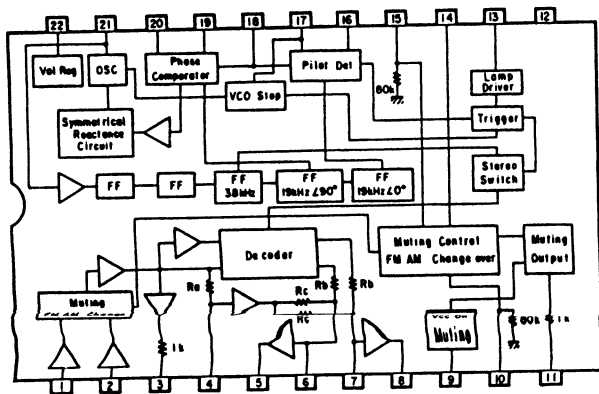 22 21 20 19 18 17 16 15 14 13 12
Vol Reg
OSC
Phase
Comparator
Pilot Det
60k
Lamp
Driver
VCO Stop
Trigger
Symmetrical
Reactance
Circuit
Stereo
Switch
FF
FF
FF
38kHz
FF
19kHz∠90°
FF
19kHz∠0°
Decoder
Muting Control
FM AM Change over
Muting
Output
Muting
FM AM Change
Ra
Rb
Rb
Rc
Rc
1k
Vcc On
Muting
80k
1k
1 2 3 4 5 6 7 8 9 10 11